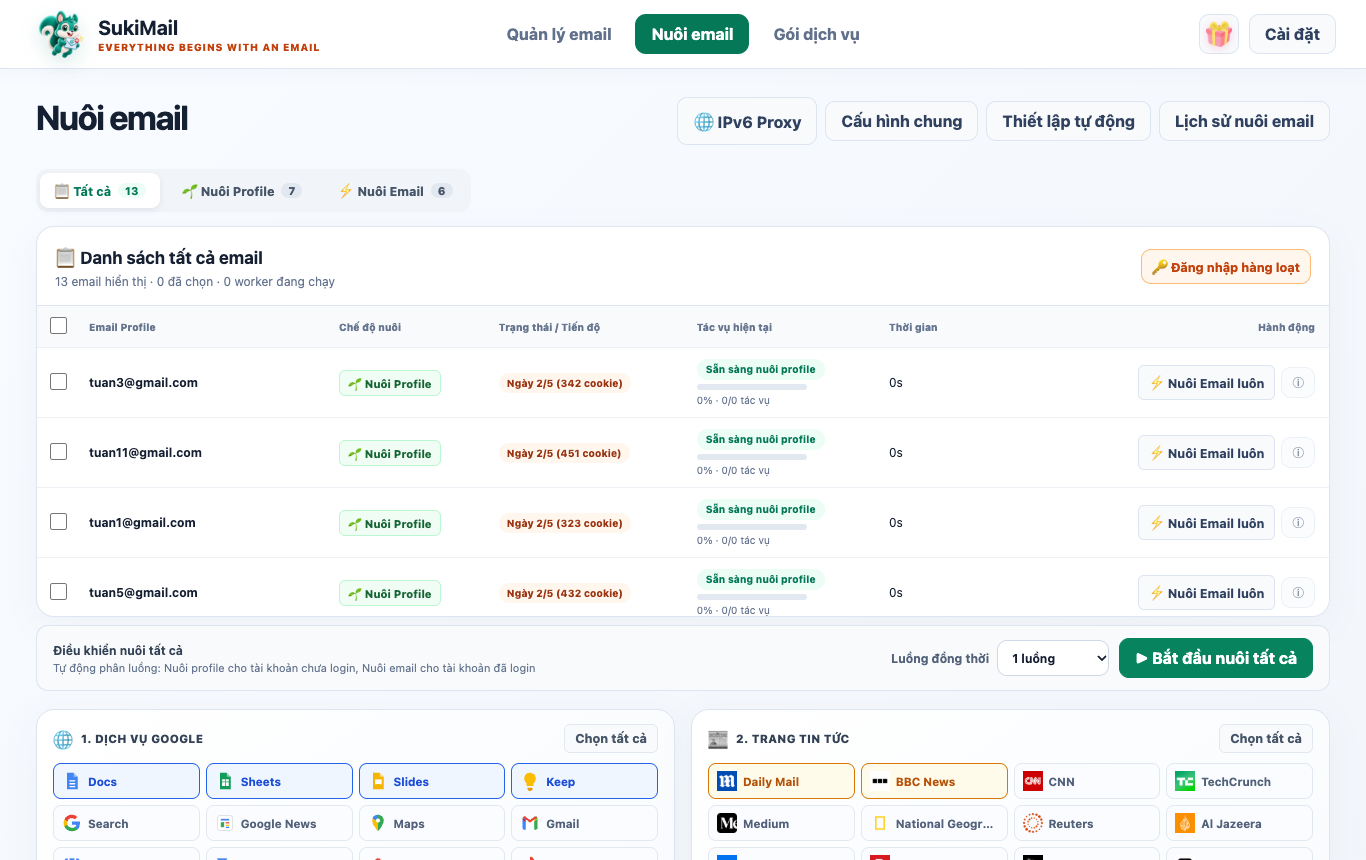 SukiMail
EVERYTHING BEGINS WITH AN EMAIL
Quản lý email
Nuôi email
Gói dịch vụ
Cài đặt
Nuôi email
IPv6 Proxy
Cấu hình chung
Thiết lập tự động
Lịch sử nuôi email
Tất cả 13
Nuôi Profile 7
Nuôi Email 6
Danh sách tất cả email
13 email hiển thị · 0 đã chọn · 0 worker đang chạy
Đăng nhập hàng loạt
Email Profile
Chế độ nuôi
Trạng thái / Tiến độ
Tác vụ hiện tại
Thời gian
Hành động
tuan3@gmail.com
Nuôi Profile
Ngày 2/5 (342 cookie)
Sẵn sàng nuôi profile
0% · 0/0 tác vụ
0s
Nuôi Email luôn
tuan11@gmail.com
Nuôi Profile
Ngày 2/5 (451 cookie)
Sẵn sàng nuôi profile
0% · 0/0 tác vụ
0s
Nuôi Email luôn
tuan1@gmail.com
Nuôi Profile
Ngày 2/5 (323 cookie)
Sẵn sàng nuôi profile
0% · 0/0 tác vụ
0s
Nuôi Email luôn
tuan5@gmail.com
Nuôi Profile
Ngày 2/5 (432 cookie)
Sẵn sàng nuôi profile
0% · 0/0 tác vụ
0s
Nuôi Email luôn
Điều khiển nuôi tất cả
Tự động phân luồng: Nuôi profile cho tài khoản chưa login, Nuôi email cho tài khoản đã login
Luồng đồng thời
1 luồng
Bắt đầu nuôi tất cả
1. DỊCH VỤ GOOGLE
Chọn tất cả
Docs
Sheets
Slides
Keep
Search
Google News
Maps
Gmail
2. TRANG TIN TỨC
Chọn tất cả
Daily Mail
BBC News
CNN
TechCrunch
Medium
National Geogr...
Reuters
Al Jazeera